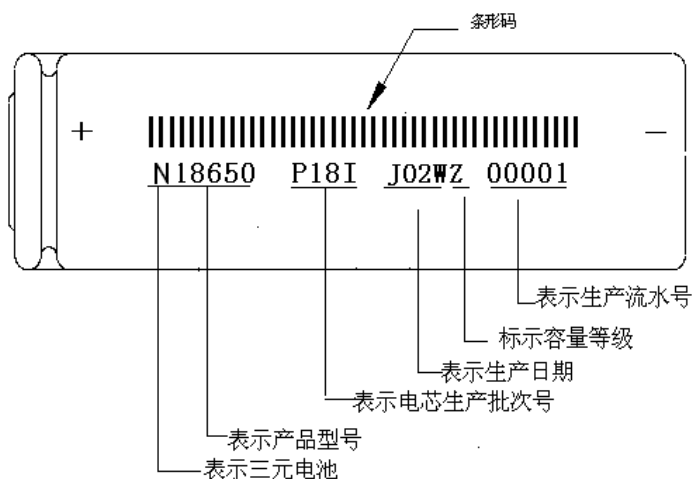 条形码
+ −
N18650 P18I J02WZ 00001
表示生产流水号
标示容量等级
表示生产日期
表示电芯生产批次号
表示产品型号
表示三元电池